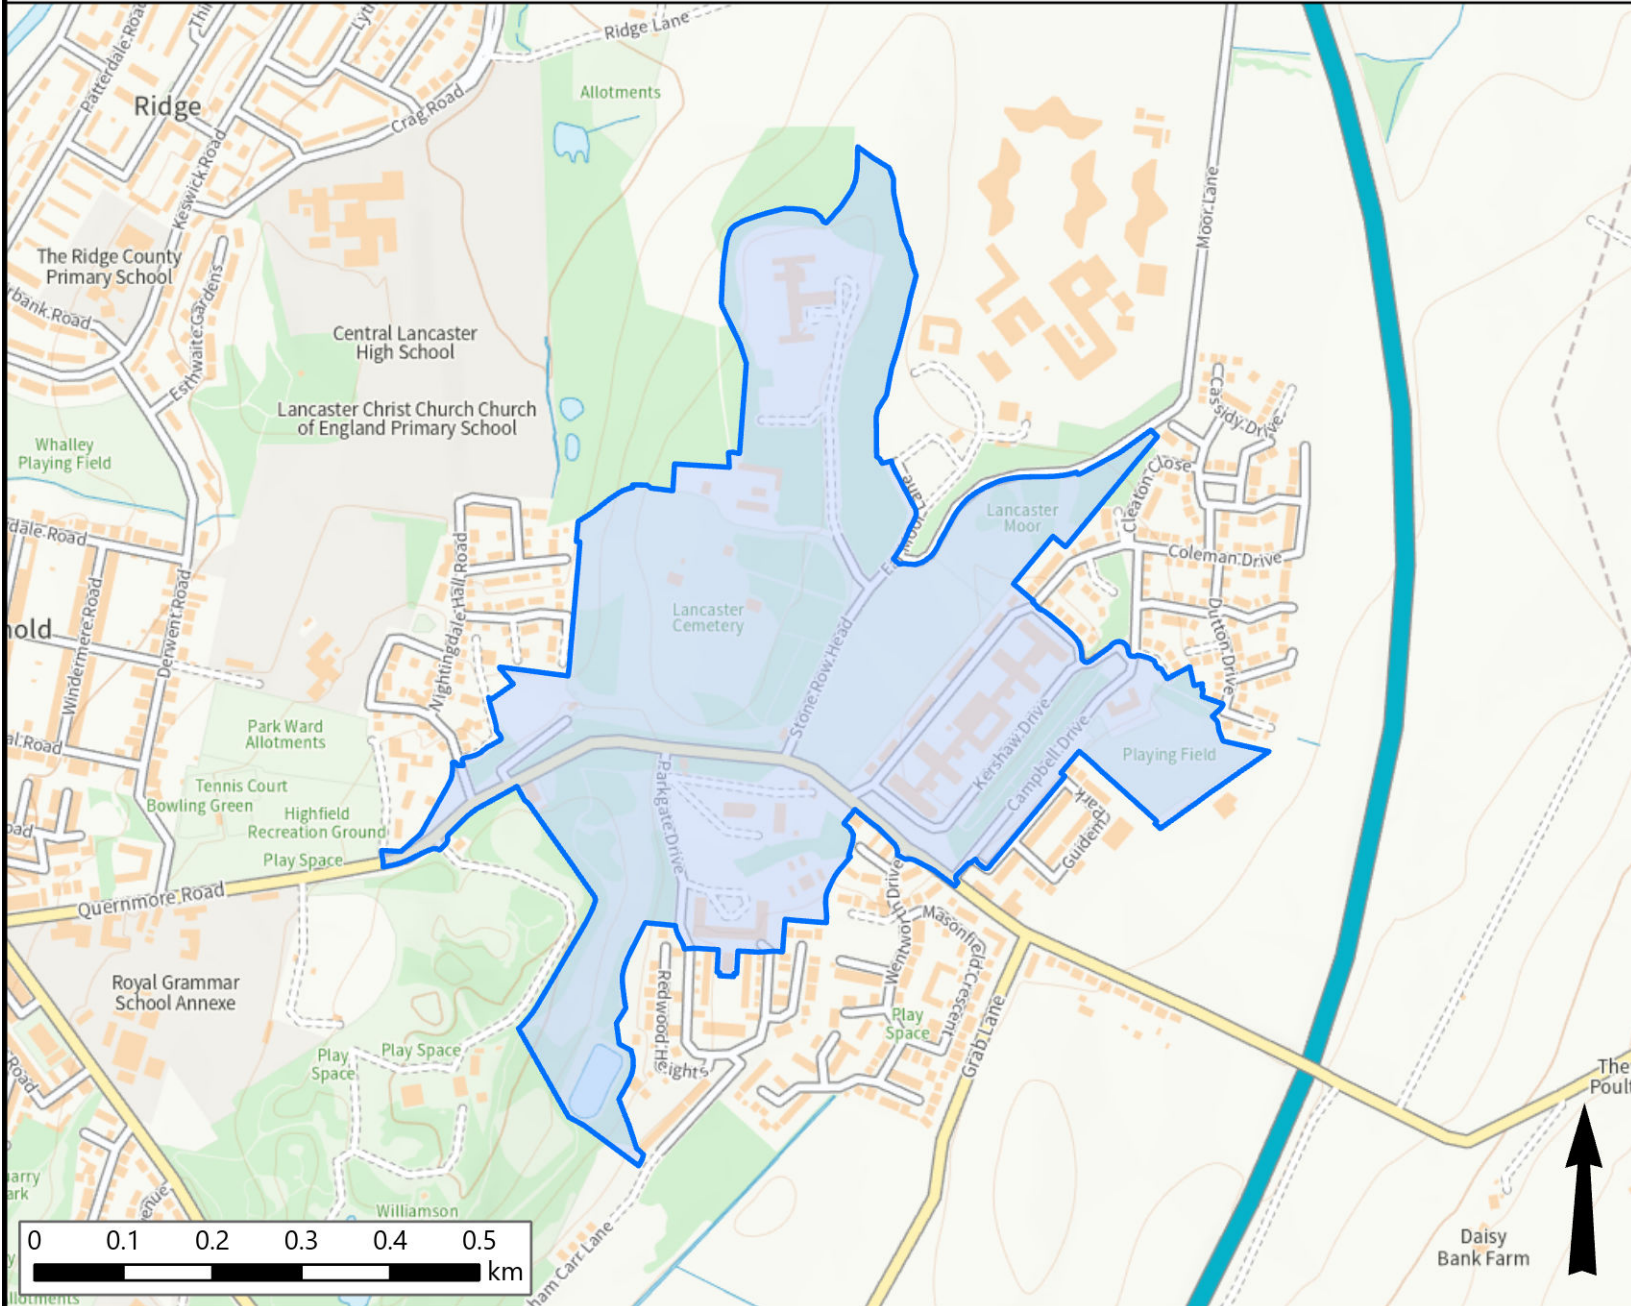 Ridge Lane
Patterdale Road
Ridge
Crag Road
Allotments
Keswick Road
Moor Lane
The Ridge County
Primary School
Esthwaite Gardens
Central Lancaster
High School
Lancaster Christ Church Church
of England Primary School
Whalley
Playing Field
Cassidy Drive
Cleaton Close
Lancaster
Moor
Coleman Drive
Dutton Drive
Nightingdale Hall Road
Derwent Road
Windermere Road
Lancaster
Cemetery
Stone Row Head
Kershaw Drive
Campbell Drive
Playing Field
Park Ward
Allotments
Tennis Court
Bowling Green
Highfield
Recreation Ground
Play Space
Parkgate Drive
Guidem Park
Quernmore Road
Wentworth Drive
Masonfield Crescent
Royal Grammar
School Annexe
Redwood Heights
Play
Space
Grab Lane
Play Space
Play
Space
The
Williamson
Daisy
Bank Farm
0 0.1 0.2 0.3 0.4 0.5
km